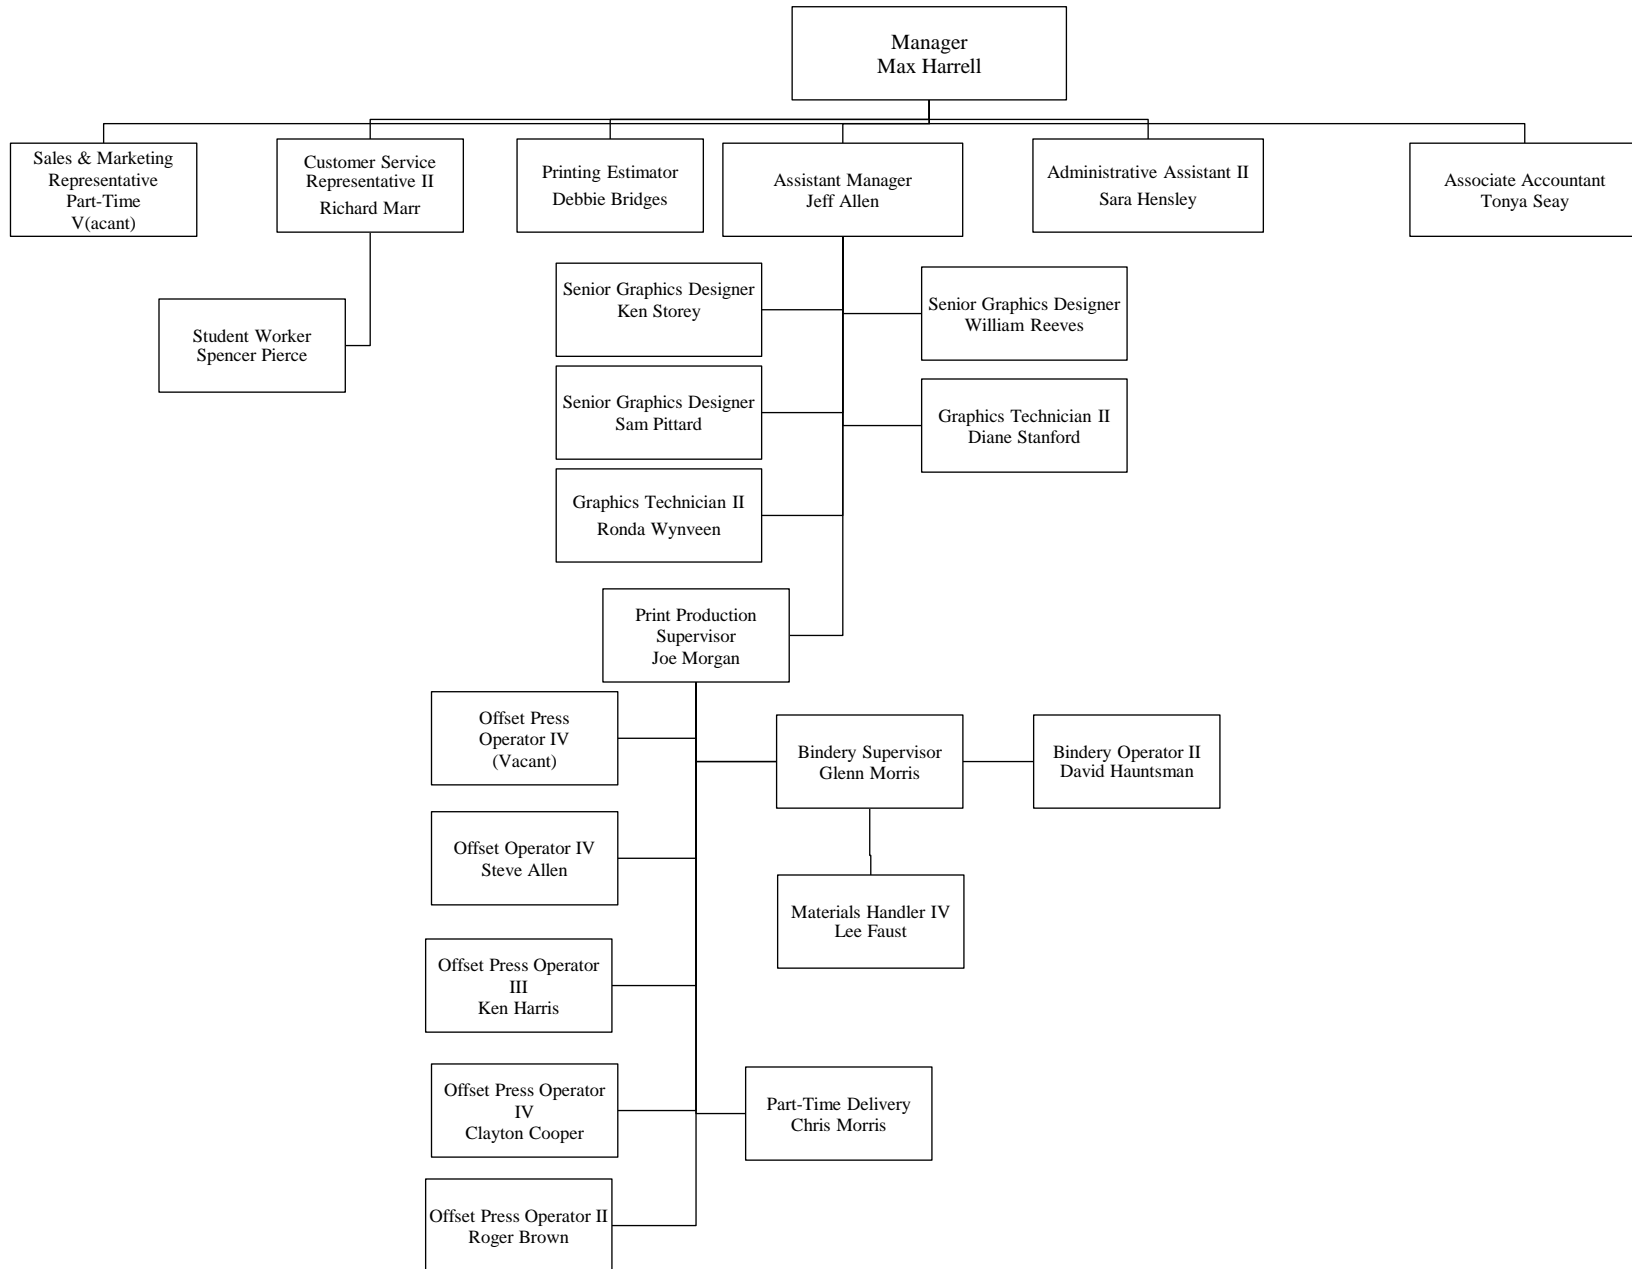 Manager
Max Harrell
Sales & Marketing
Representative
Part-Time
V(acant)
Customer Service
Representative II
Richard Marr
Printing Estimator
Debbie Bridges
Assistant Manager
Jeff Allen
Administrative Assistant II
Sara Hensley
Associate Accountant
Tonya Seay
Student Worker
Spencer Pierce
Senior Graphics Designer
Ken Storey
Senior Graphics Designer
William Reeves
Senior Graphics Designer
Sam Pittard
Graphics Technician II
Diane Stanford
Graphics Technician II
Ronda Wynveen
Print Production
Supervisor
Joe Morgan
Offset Press
Operator IV
(Vacant)
Bindery Supervisor
Glenn Morris
Bindery Operator II
David Hauntsman
Offset Operator IV
Steve Allen
Materials Handler IV
Lee Faust
Offset Press Operator
III
Ken Harris
Offset Press Operator
IV
Clayton Cooper
Part-Time Delivery
Chris Morris
Offset Press Operator II
Roger Brown